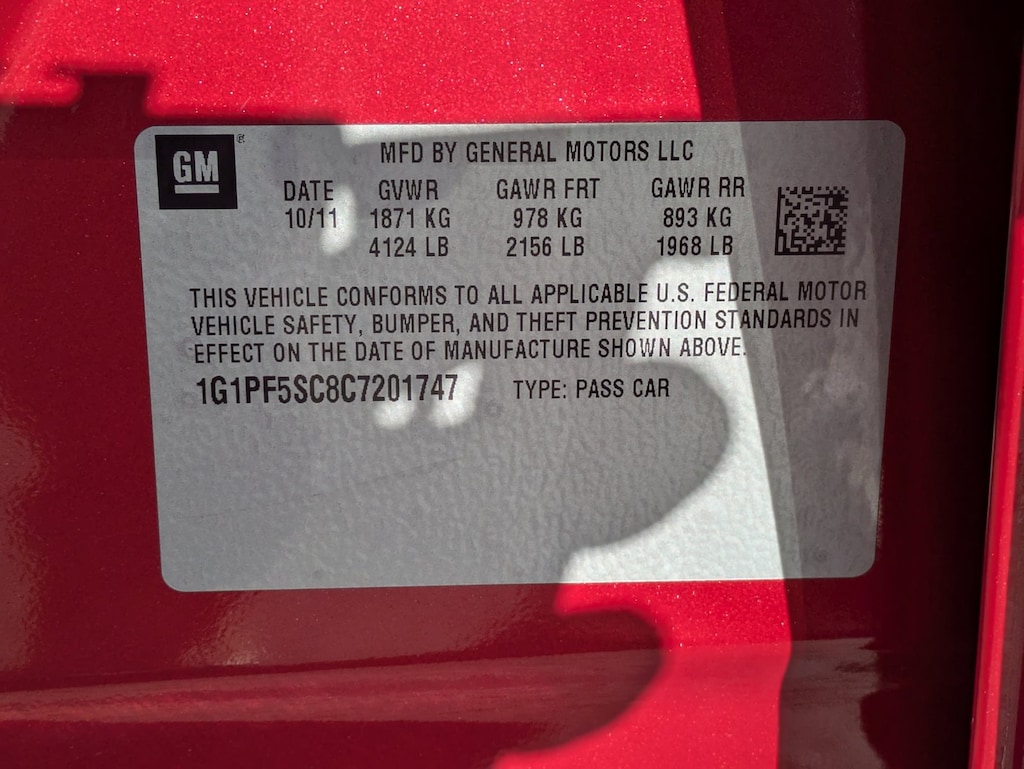 GM
MFD BY GENERAL MOTORS LLC
DATE GVWR GAWR FRT GAWR RR
10/11 1871 KG 978 KG 893 KG
4124 LB 2156 LB 1968 LB
THIS VEHICLE CONFORMS TO ALL APPLICABLE U.S. FEDERAL MOTOR
VEHICLE SAFETY, BUMPER, AND THEFT PREVENTION STANDARDS IN
EFFECT ON THE DATE OF MANUFACTURE SHOWN ABOVE.
1G1PF5SC8C7201747 TYPE: PASS CAR